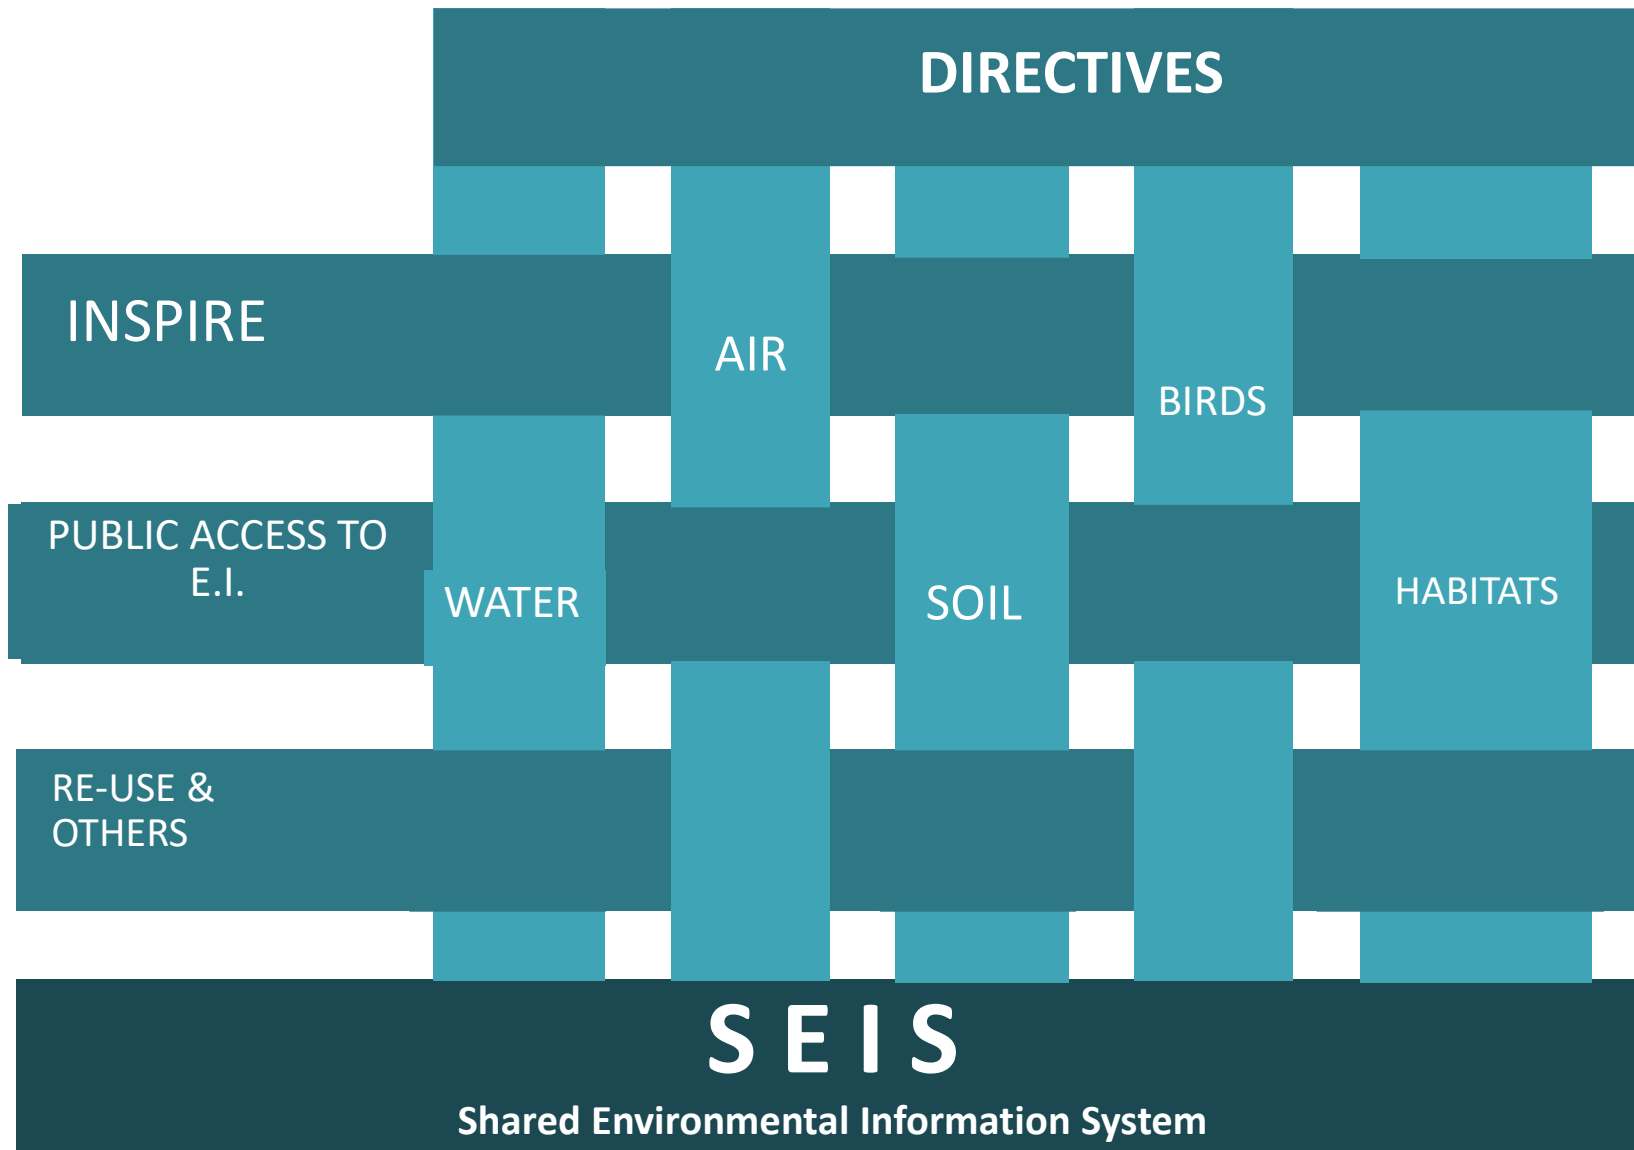 DIRECTIVES
INSPIRE
AIR
BIRDS
PUBLIC ACCESS TO
E.I.
WATER
SOIL
HABITATS
RE-USE &
OTHERS
S E I S
Shared Environmental Information System